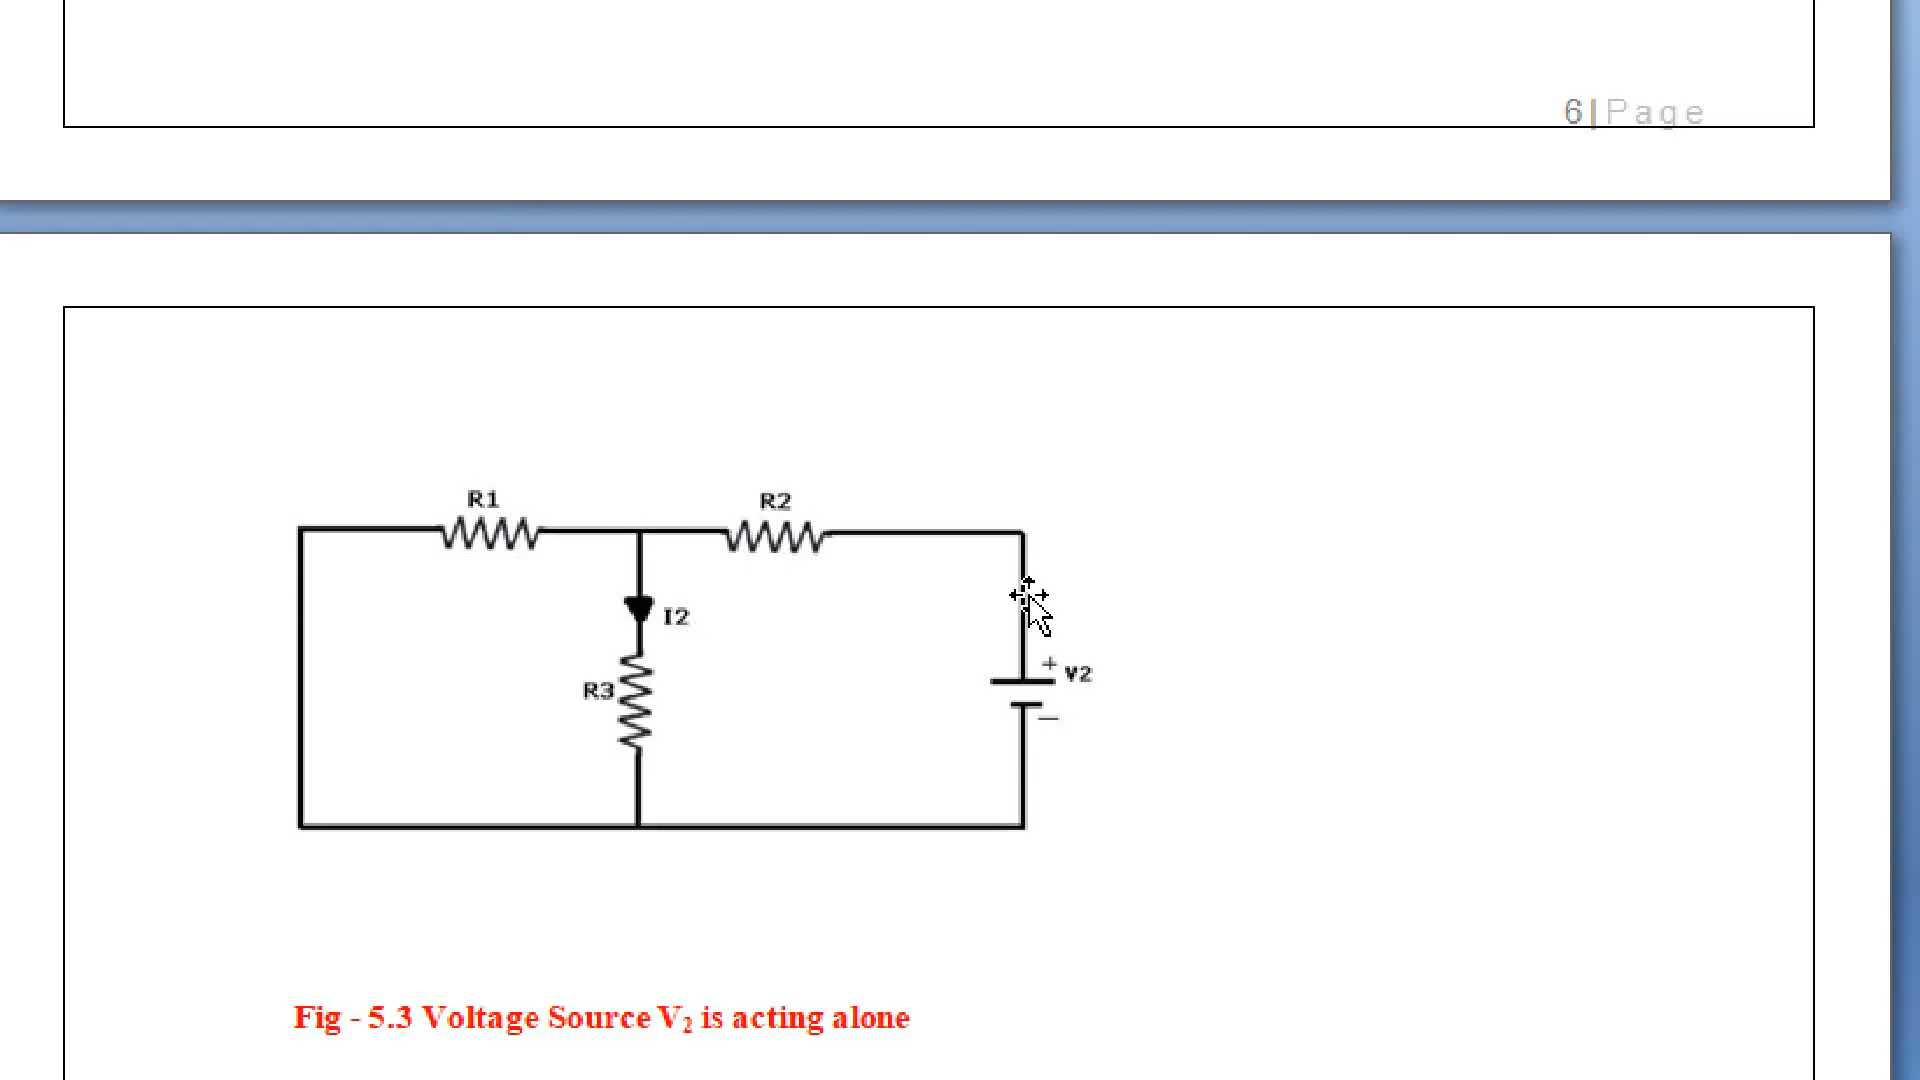 6|Page
R1
R2
I2
R3
+
V2
–
Fig - 5.3 Voltage Source V₂ is acting alone